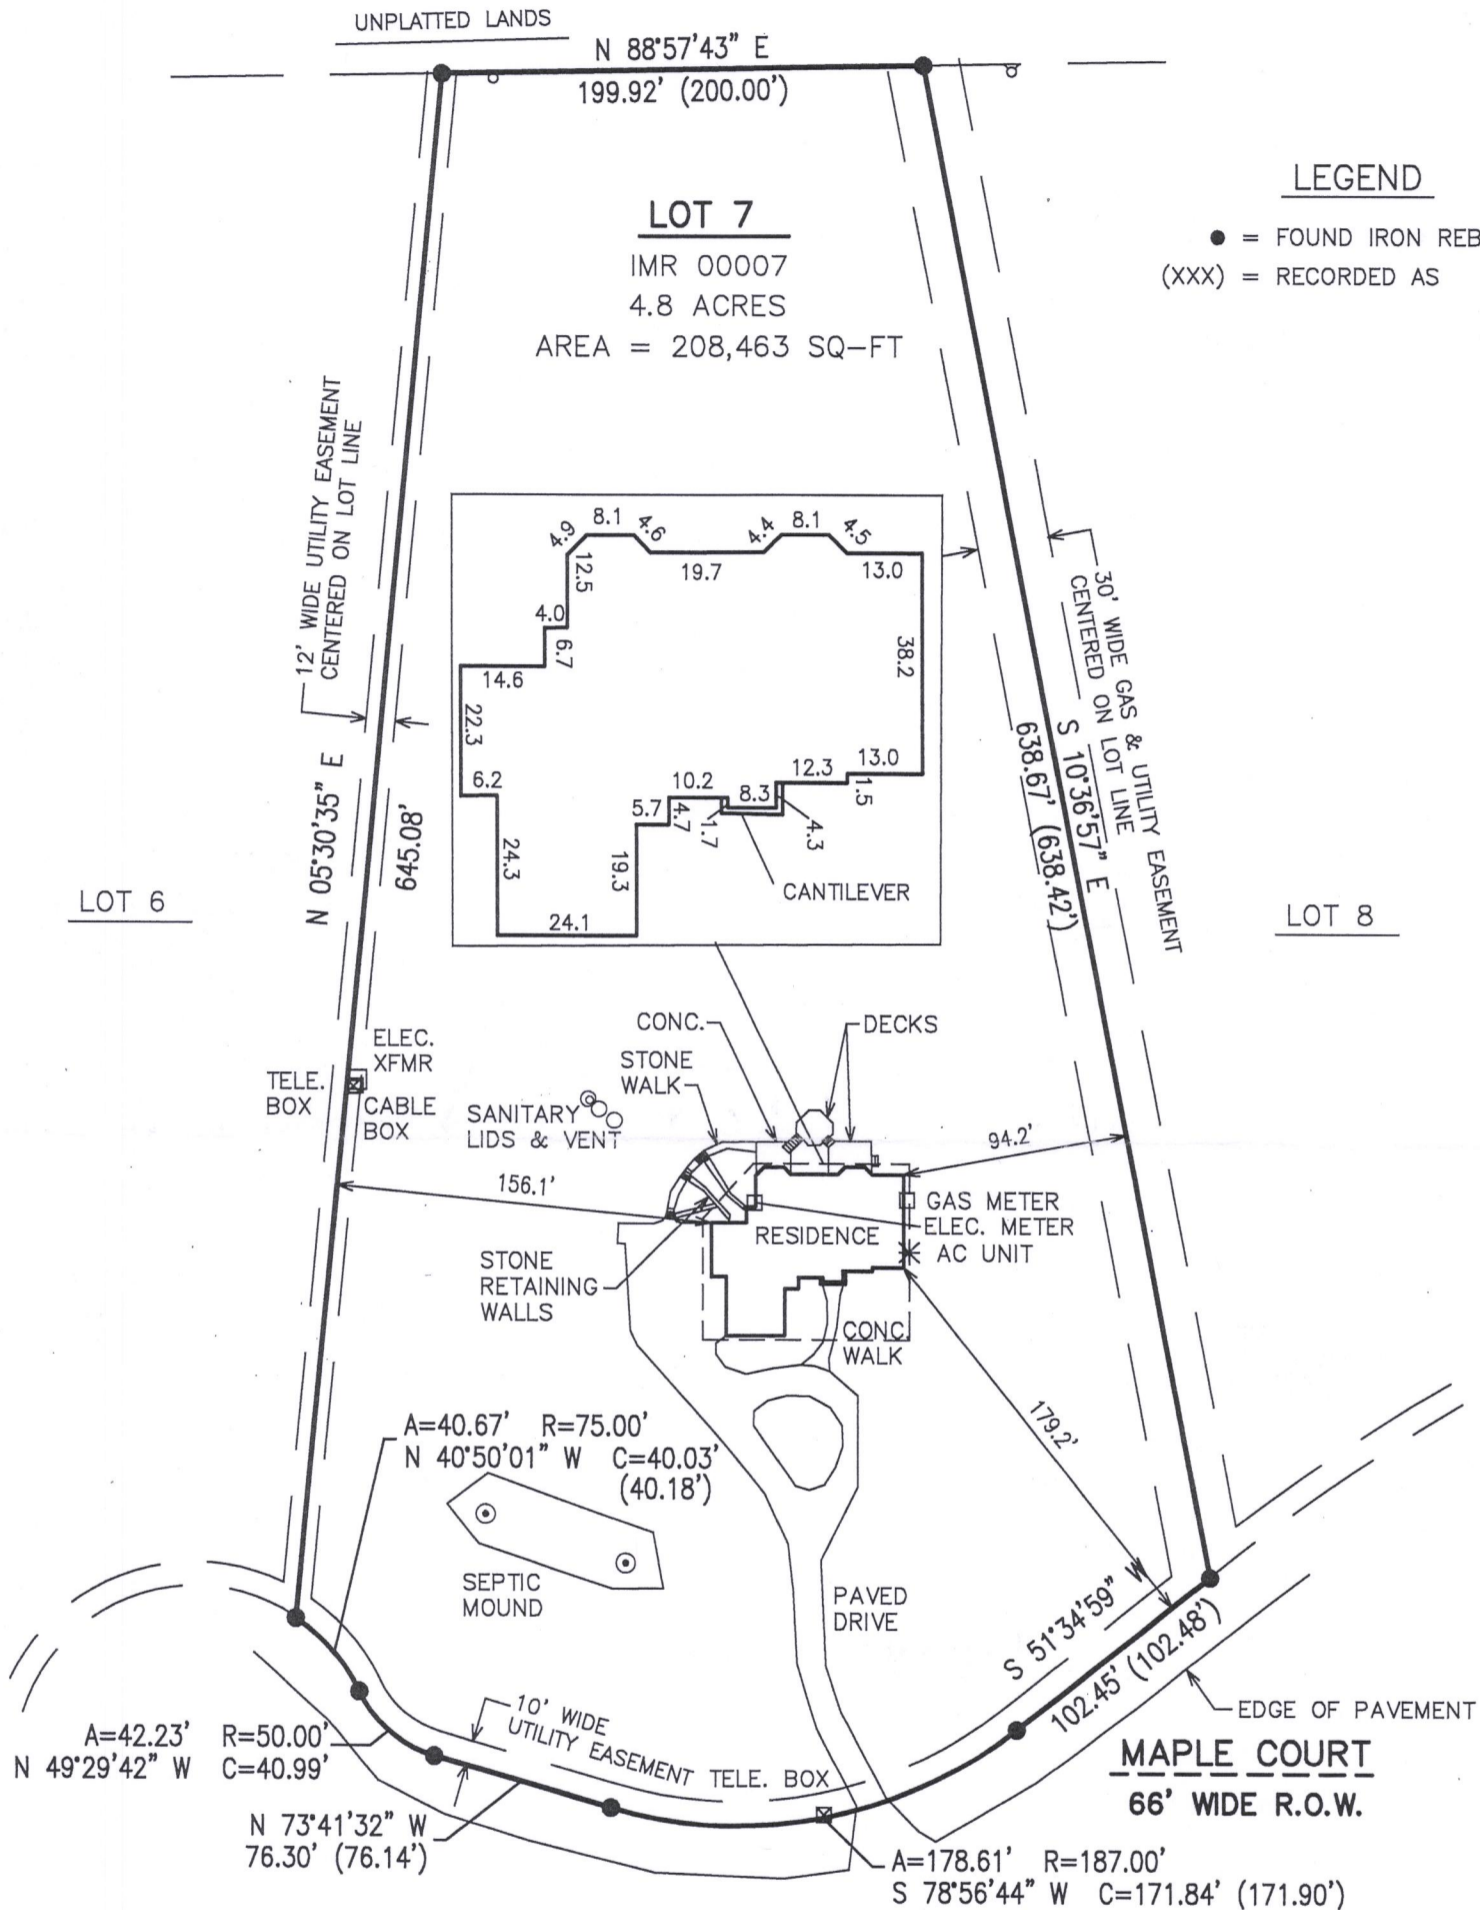 UNPLATTED LANDS
N 88°57'43" E
199.92' (200.00')
LEGEND
● = FOUND IRON REB
(XXX) = RECORDED AS
LOT 7
IMR 00007
4.8 ACRES
AREA = 208,463 SQ-FT
12' WIDE UTILITY EASEMENT
CENTERED ON LOT LINE
30' WIDE GAS & UTILITY EASEMENT
CENTERED ON LOT LINE
S 10°36'57" E
638.67' (638.42')
N 05°30'35" E
645.08'
4.9
8.1
4.6
4.4
8.1
4.5
12.5
19.7
13.0
4.0
6.7
38.2
14.6
22.3
6.2
10.2
12.3
13.0
8.3
1.5
5.7
4.7
1.7
4.3
24.3
19.3
CANTILEVER
24.1
LOT 6
LOT 8
CONC.
DECKS
STONE
WALK
ELEC.
XFMR
TELE.
BOX
CABLE
BOX
SANITARY
LIDS & VENT
94.2'
156.1'
GAS METER
ELEC. METER
AC UNIT
RESIDENCE
STONE
RETAINING
WALLS
CONC.
WALK
179.2'
A=40.67' R=75.00'
N 40°50'01" W C=40.03'
(40.18')
SEPTIC
MOUND
PAVED
DRIVE
S 51°34'59" W
102.45' (102.48')
EDGE OF PAVEMENT
10' WIDE
UTILITY EASEMENT
TELE. BOX
A=42.23' R=50.00'
N 49°29'42" W C=40.99'
MAPLE COURT
66' WIDE R.O.W.
N 73°41'32" W
76.30' (76.14')
A=178.61' R=187.00'
S 78°56'44" W C=171.84' (171.90')